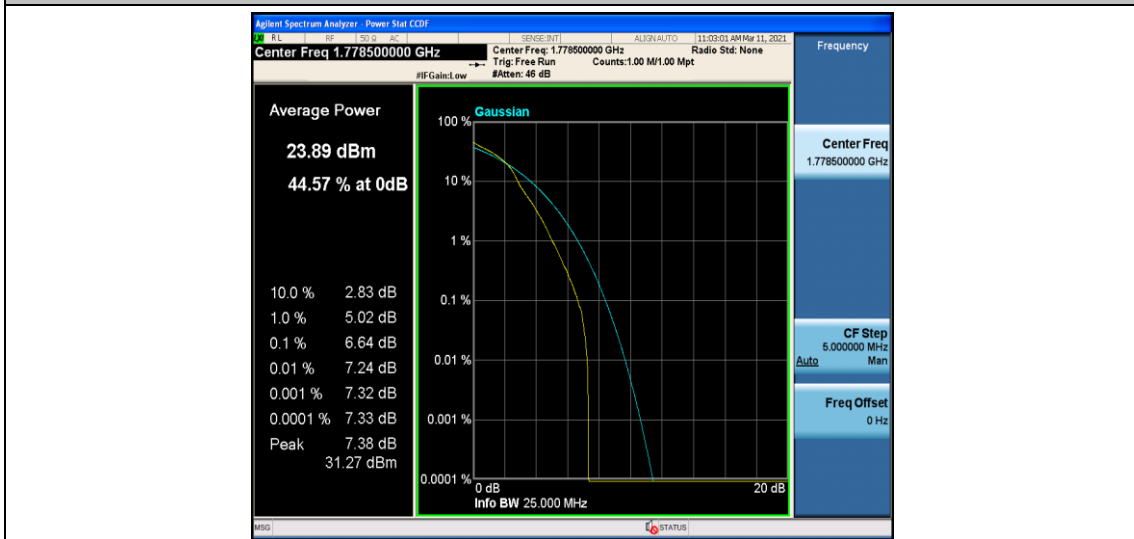 Agilent Spectrum Analyzer - Power Stat CCDF
RL RF 50 Ω AC SENSE:INT ALIGN AUTO 11:03:01 AM Mar 11, 2021
Center Freq 1.778500000 GHz
Center Freq: 1.778500000 GHz Radio Std: None
Trig: Free Run Counts:1.00 M/1.00 Mpt
#IFGain:Low #Atten: 46 dB
Frequency
Average Power
23.89 dBm
44.57 % at 0dB
10.0 % 2.83 dB
1.0 % 5.02 dB
0.1 % 6.64 dB
0.01 % 7.24 dB
0.001 % 7.32 dB
0.0001 % 7.33 dB
Peak 7.38 dB
31.27 dBm
Gaussian
100 %
10 %
1 %
0.1 %
0.01 %
0.001 %
0.0001 %
0 dB 20 dB
Info BW 25.000 MHz
Center Freq
1.778500000 GHz
CF Step
5.000000 MHz
Auto Man
Freq Offset
0 Hz
MSG STATUS